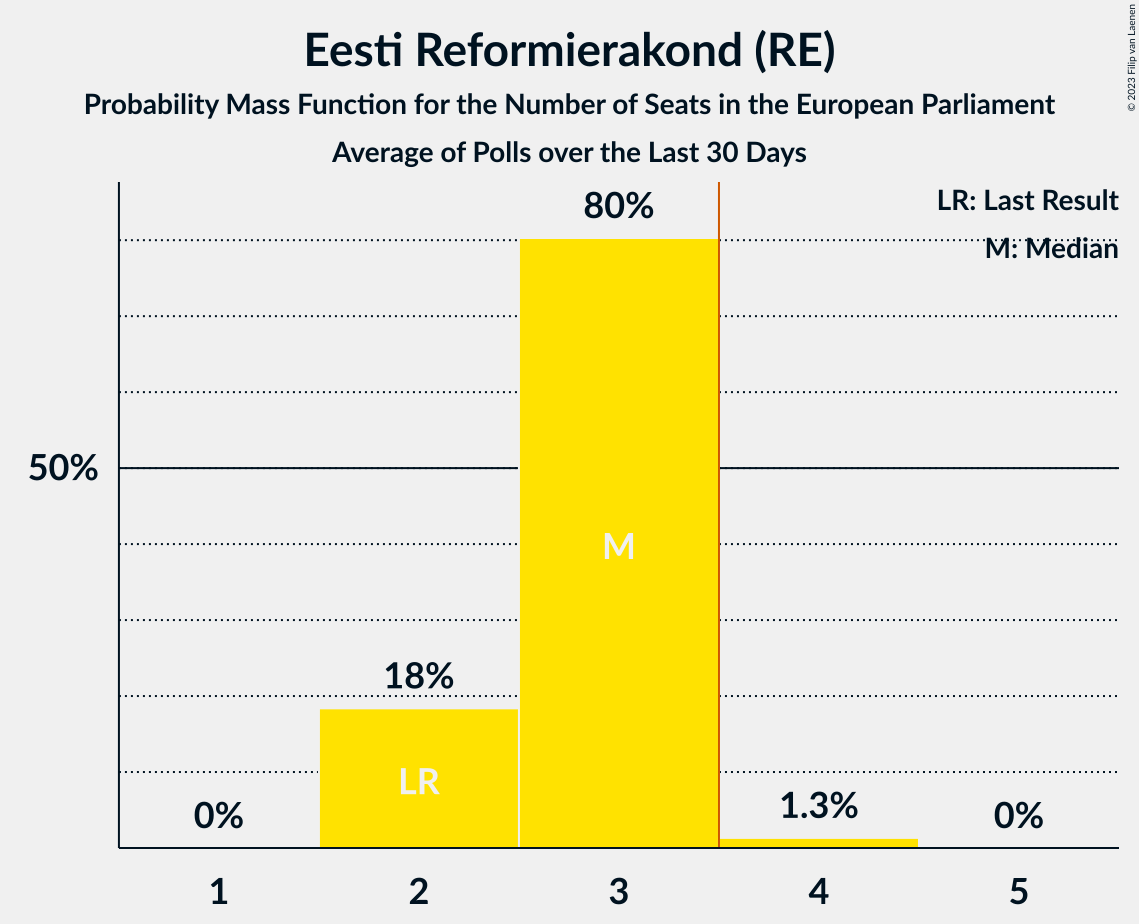 Eesti Reformierakond (RE)
Probability Mass Function for the Number of Seats in the European Parliament
Average of Polls over the Last 30 Days
© 2023 Filip van Laenen
LR: Last Result
M: Median
80%
50%
M
18%
LR
0%
1.3%
0%
1 2 3 4 5